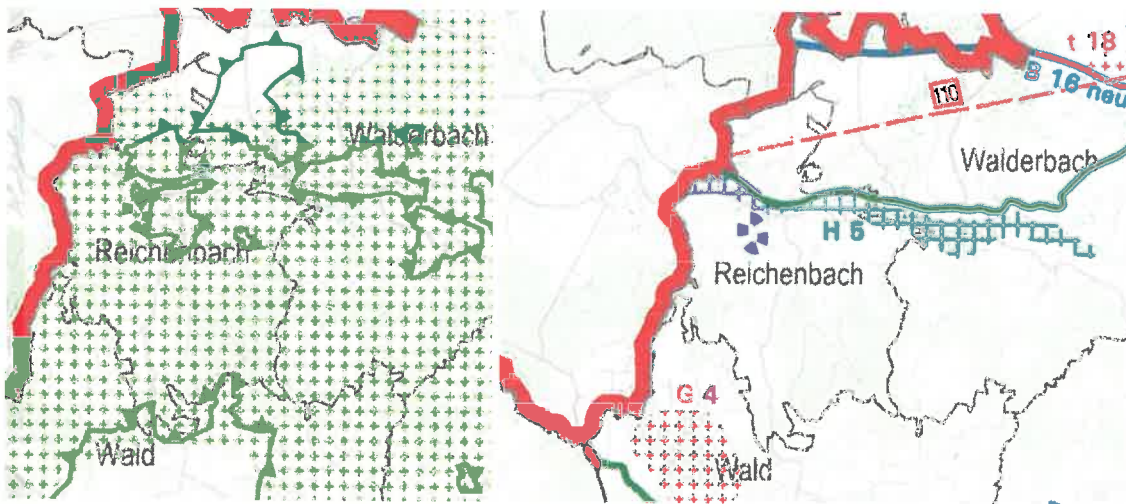 Walderbach
Reichenbach
Wald
t 18
B 16 neu
110
Walderbach
H 5
Reichenbach
G 4
Wald